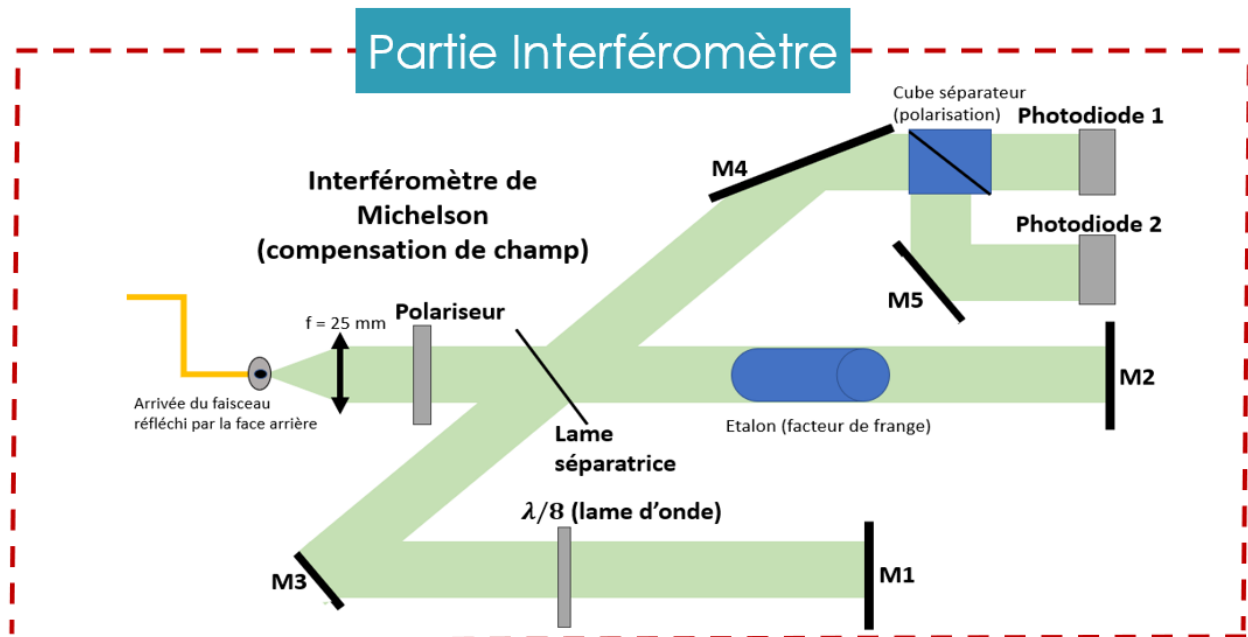 Partie Interféromètre
Cube séparateur
(polarisation)
Photodiode 1
M4
Interféromètre de
Michelson
(compensation de champ)
Photodiode 2
M5
Polariseur
f = 25 mm
M2
Arrivée du faisceau
réfléchi par la face arrière
Etalon (facteur de frange)
Lame
séparatrice
λ/8 (lame d'onde)
M3
M1